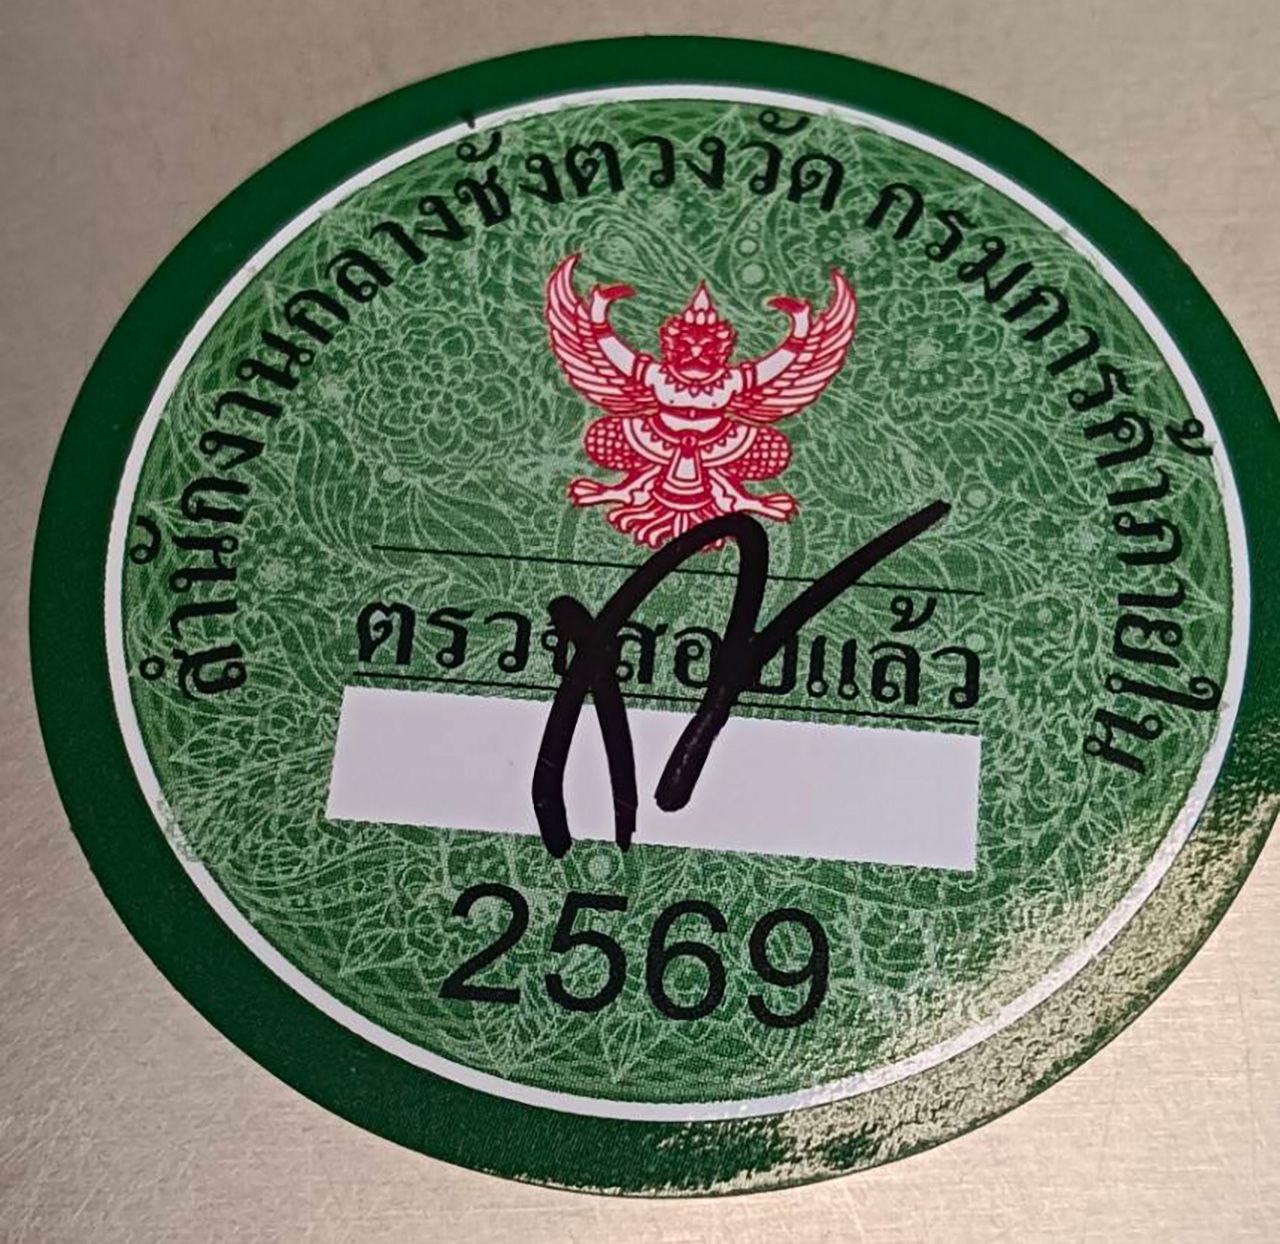 สำนักงานกลางชั่งตวงวัด กรมการค้าภายใน
ตรวจสอบแล้ว
2569